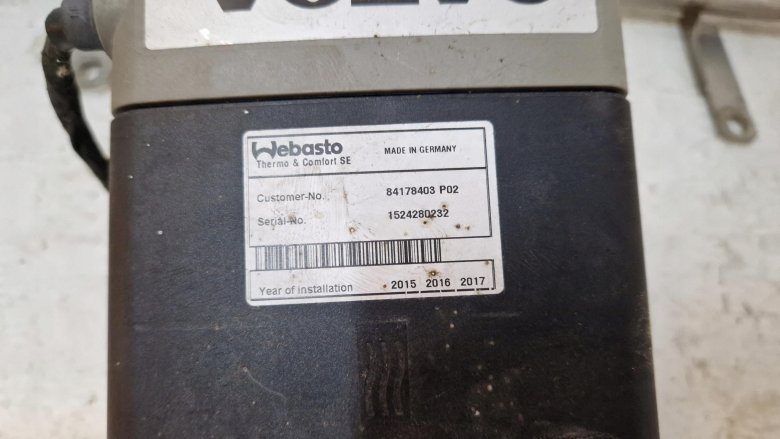 VOLVO
Webasto
Thermo & Comfort SE
MADE IN GERMANY
Customer-No. 84178403 P02
Serial-No. 1524280232
Year of installation 2015 2016 2017